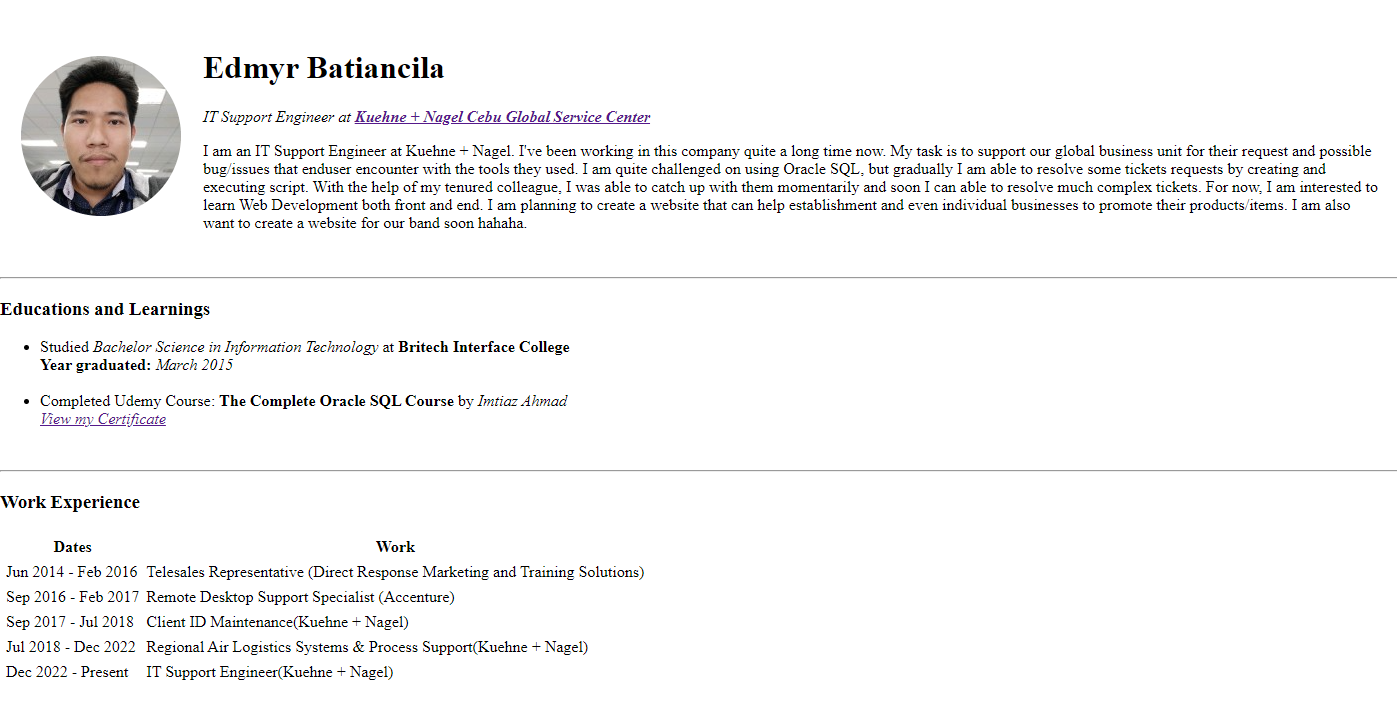 Edmyr Batiancila
IT Support Engineer at Kuehne + Nagel Cebu Global Service Center
I am an IT Support Engineer at Kuehne + Nagel. I've been working in this company quite a long time now. My task is to support our global business unit for their request and possible
bug/issues that enduser encounter with the tools they used. I am quite challenged on using Oracle SQL, but gradually I am able to resolve some tickets requests by creating and
executing script. With the help of my tenured colleague, I was able to catch up with them momentarily and soon I can able to resolve much complex tickets. For now, I am interested to
learn Web Development both front and end. I am planning to create a website that can help establishment and even individual businesses to promote their products/items. I am also
want to create a website for our band soon hahaha.
Educations and Learnings
• Studied Bachelor Science in Information Technology at Britech Interface College
Year graduated: March 2015
• Completed Udemy Course: The Complete Oracle SQL Course by Imtiaz Ahmad
View my Certificate
Work Experience
Dates Work
Jun 2014 - Feb 2016 Telesales Representative (Direct Response Marketing and Training Solutions)
Sep 2016 - Feb 2017 Remote Desktop Support Specialist (Accenture)
Sep 2017 - Jul 2018 Client ID Maintenance(Kuehne + Nagel)
Jul 2018 - Dec 2022 Regional Air Logistics Systems & Process Support(Kuehne + Nagel)
Dec 2022 - Present IT Support Engineer(Kuehne + Nagel)